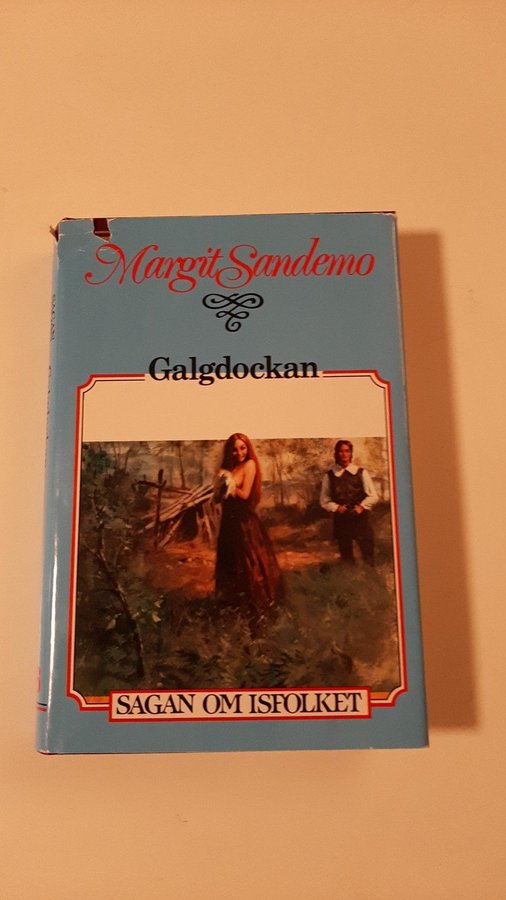 Margit Sandemo
Galgdockan
SAGAN OM ISFOLKET